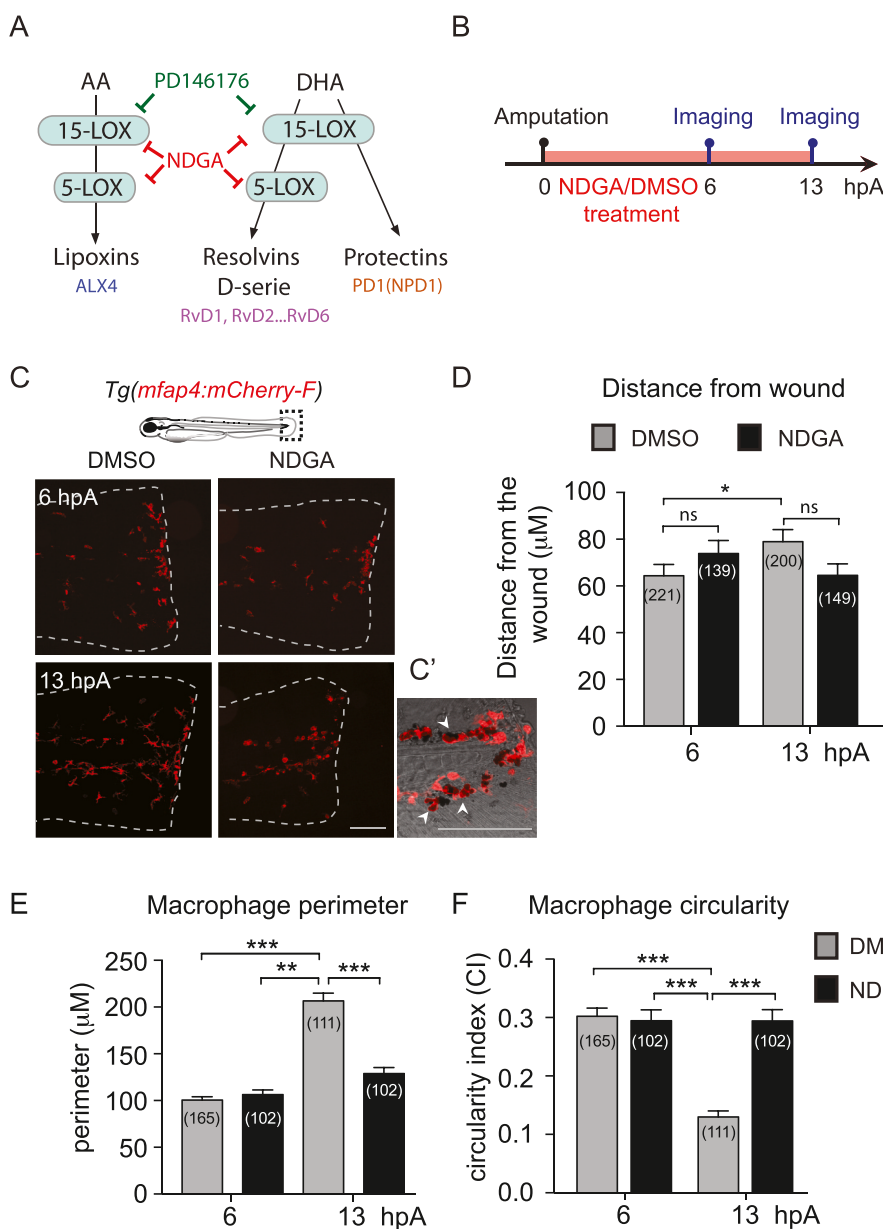 A
AA
PD146176
DHA
15-LOX
15-LOX
NDGA
5-LOX
5-LOX
Lipoxins
ALX4
Resolvins
D-serie
RvD1, RvD2...RvD6
Protectins
PD1(NPD1)
B
Amputation
Imaging
Imaging
0
NDGA/DMSO
treatment
6
13
hpA
C
Tg(mfap4:mCherry-F)
DMSO
NDGA
6 hpA
13 hpA
C'
D
Distance from wound
DMSO
NDGA
Distance from the
wound (µM)
100
80
60
40
20
0
*
ns
ns
(221)
(139)
(200)
(149)
6
13
hpA
E
Macrophage perimeter
perimeter (µM)
250
200
150
100
50
0
***
**
***
(165)
(102)
(111)
(102)
6
13
hpA
F
Macrophage circularity
DM
ND
circularity index (CI)
0.4
0.3
0.2
0.1
0.0
***
***
***
(165)
(102)
(111)
(102)
6
13
hpA